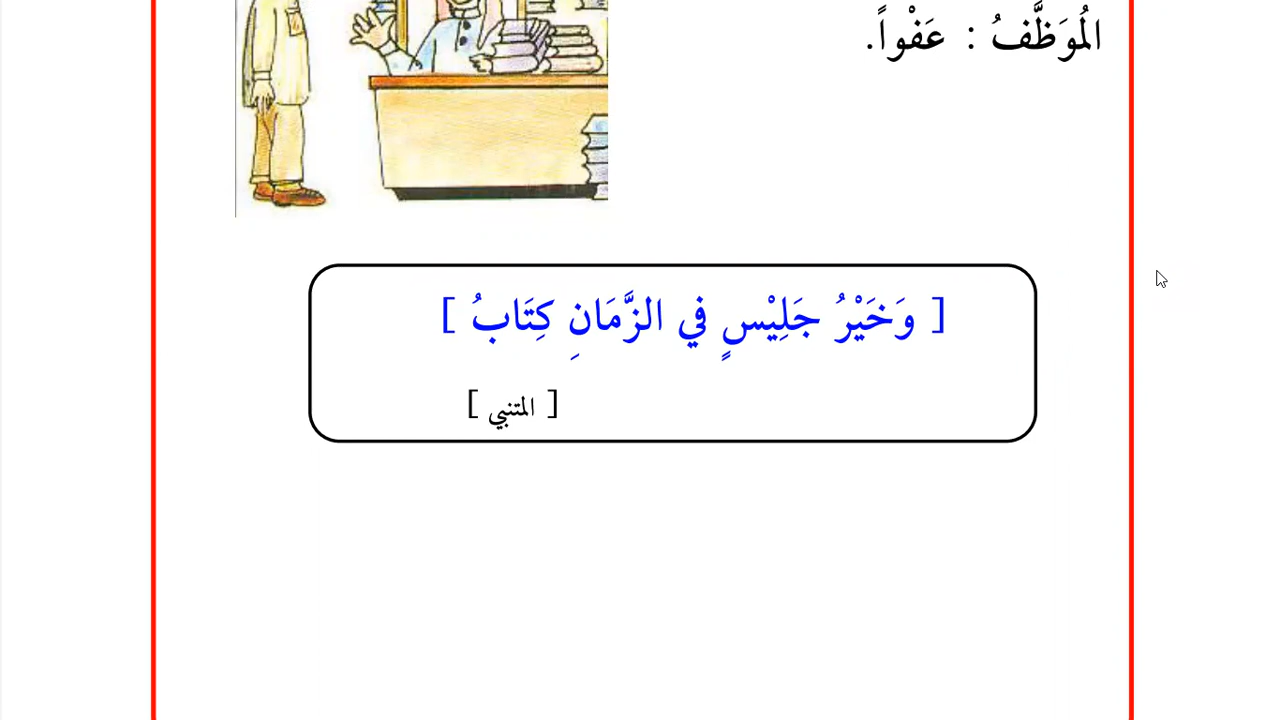 المُوَظَّفُ : عَفْواً.
[ وَخَيْرُ جَلِيْسٍ فِي الزَّمَانِ كِتَابُ ]
[ المتنبي ]